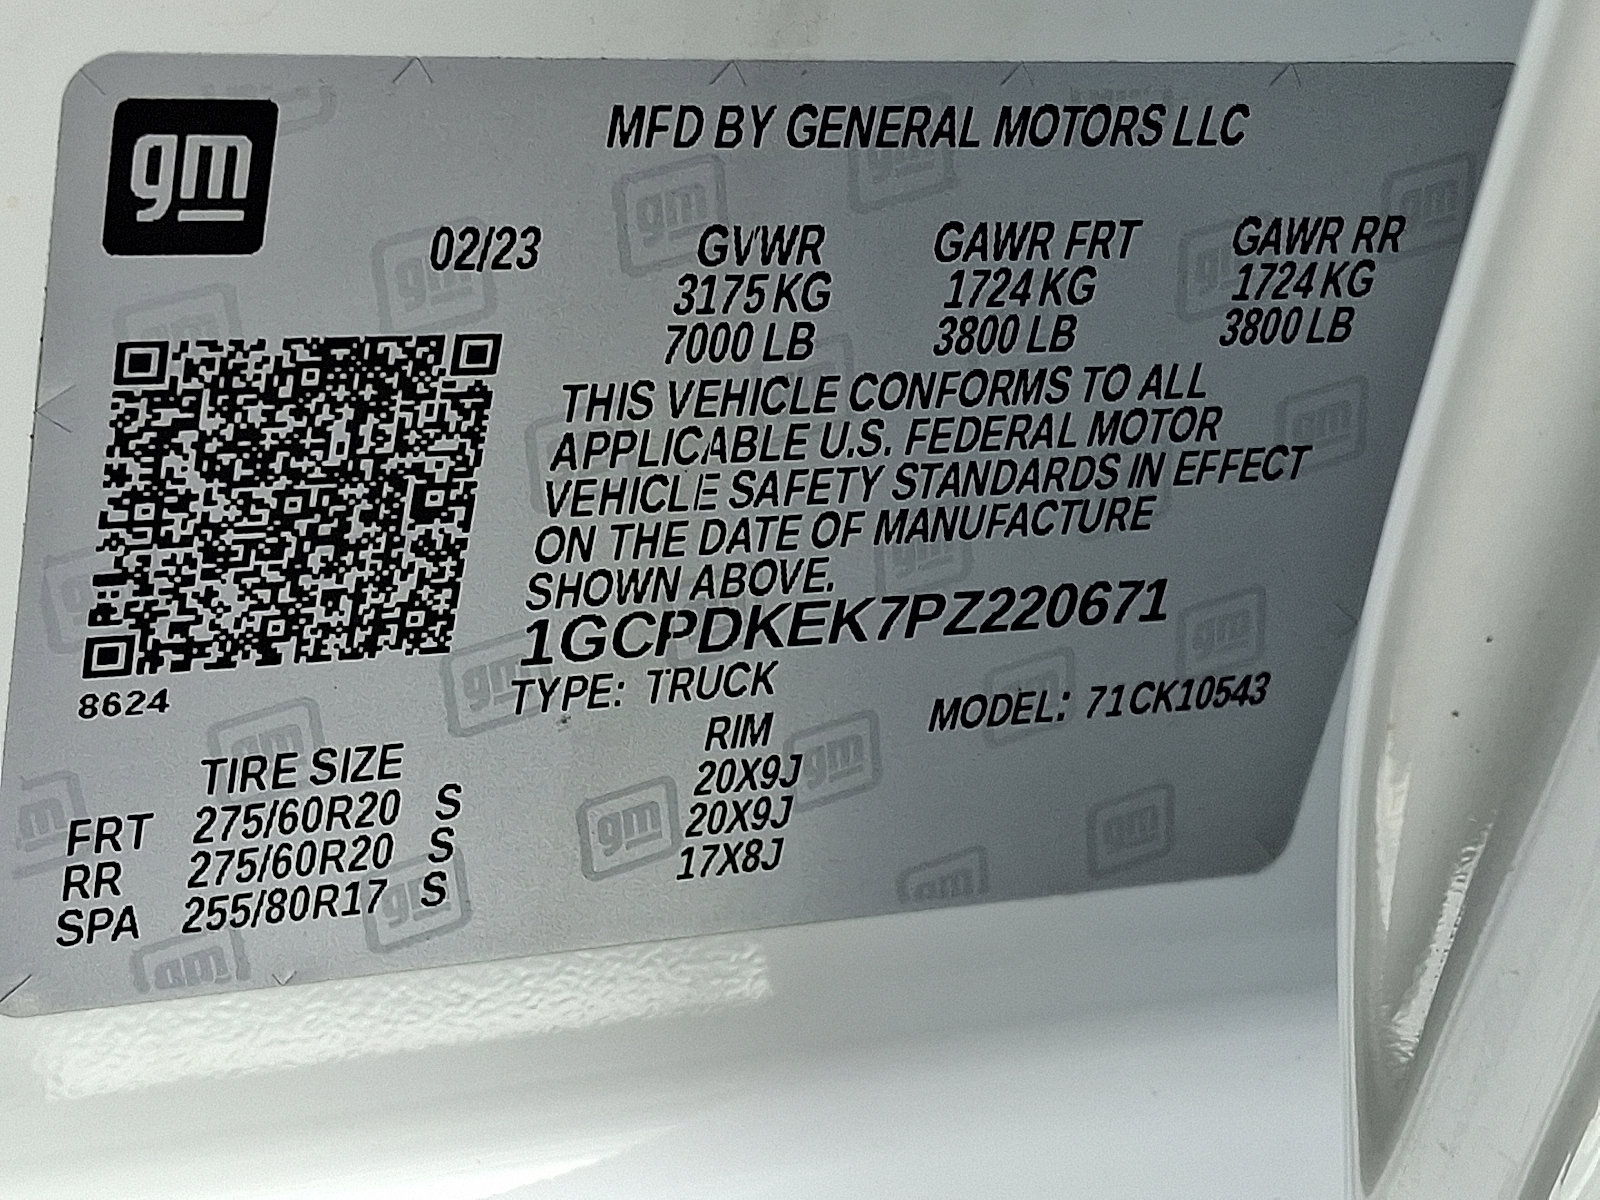 gm
MFD BY GENERAL MOTORS LLC
02/23 GVWR GAWR FRT GAWR RR
3175 KG 1724 KG 1724 KG
7000 LB 3800 LB 3800 LB
THIS VEHICLE CONFORMS TO ALL
APPLICABLE U.S. FEDERAL MOTOR
VEHICLE SAFETY STANDARDS IN EFFECT
ON THE DATE OF MANUFACTURE
SHOWN ABOVE.
1GCPDKEK7PZ220671
8624
TYPE: TRUCK MODEL: 71CK10543
TIRE SIZE RIM
FRT 275/60R20 S 20X9J
RR 275/60R20 S 20X9J
SPA 255/80R17 S 17X8J